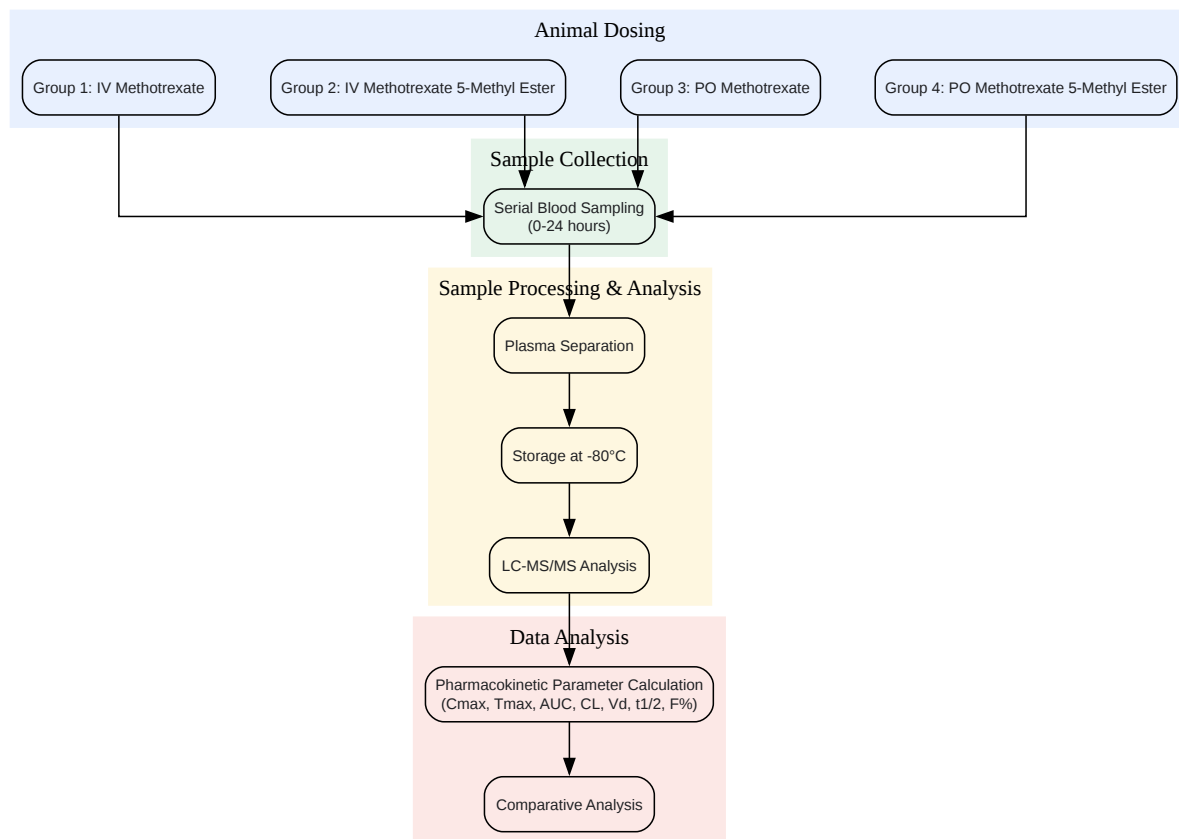 Animal Dosing
Group 1: IV Methotrexate
Group 2: IV Methotrexate 5-Methyl Ester
Group 3: PO Methotrexate
Group 4: PO Methotrexate 5-Methyl Ester
Sample Collection
Serial Blood Sampling
(0-24 hours)
Sample Processing & Analysis
Plasma Separation
Storage at -80°C
LC-MS/MS Analysis
Data Analysis
Pharmacokinetic Parameter Calculation
(Cmax, Tmax, AUC, CL, Vd, t1/2, F%)
Comparative Analysis